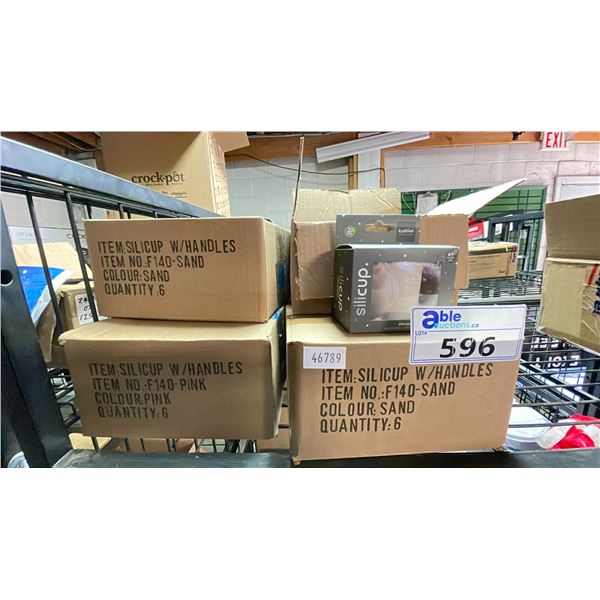 EXIT
crock·pot
ITEM:SILICUP W/HANDLES
ITEM NO.:F140-SAND
COLOUR:SAND
QUANTITY:6
ITEM:SILICUP W/HANDLES
ITEM NO.:F140-PINK
COLOUR:PINK
QUANTITY:6
kushies
silicup
46789
able
auctions.ca
LOT#
596
ITEM:SILICUP W/HANDLES
ITEM NO.:F140-SAND
COLOUR: SAND
QUANTITY:6